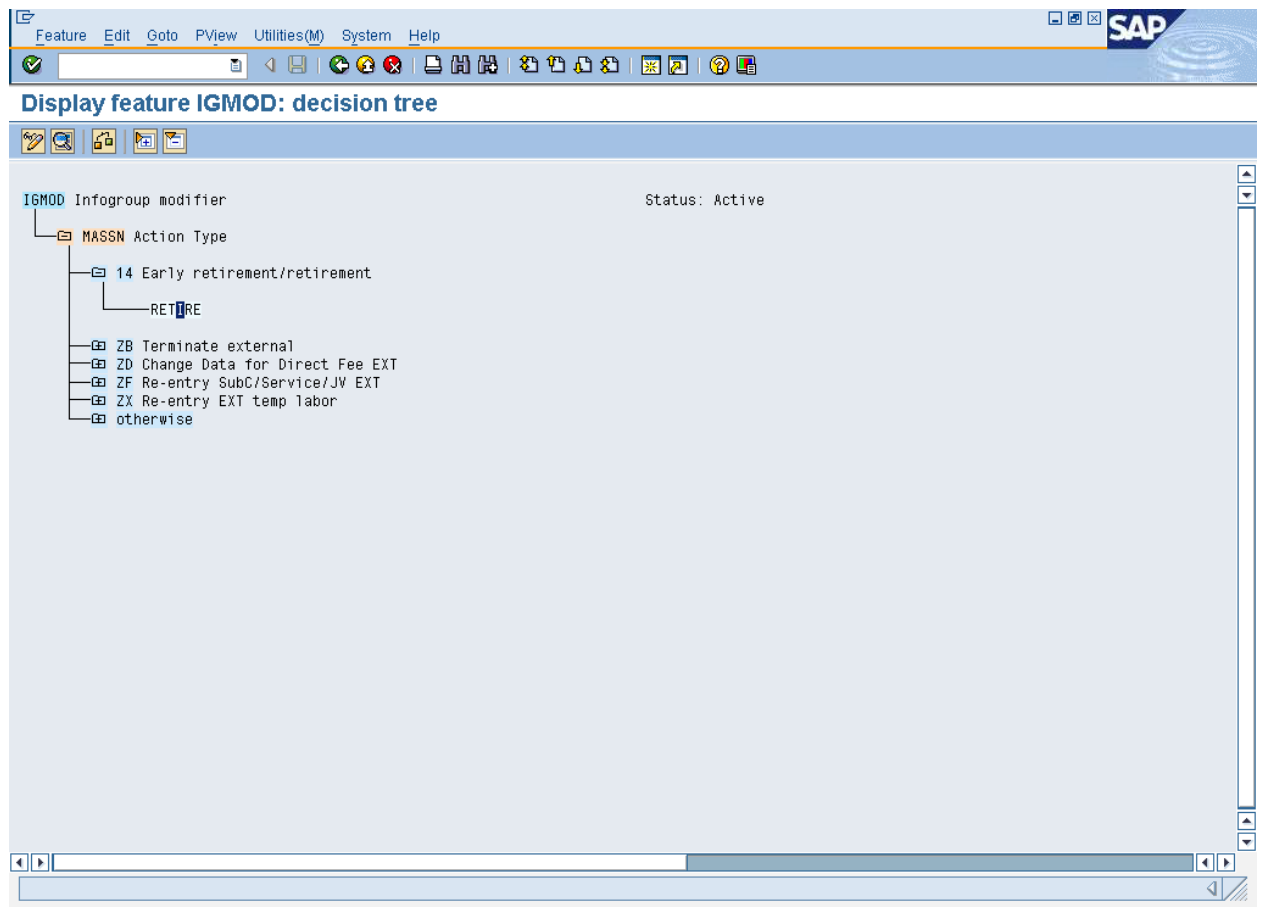 Feature Edit Goto PView Utilities(M) System Help
SAP
Display feature IGMOD: decision tree
IGMOD Infogroup modifier Status: Active
MASSN Action Type
14 Early retirement/retirement
RETIRE
ZB Terminate external
ZD Change Data for Direct Fee EXT
ZF Re-entry SubC/Service/JV EXT
ZX Re-entry EXT temp labor
otherwise